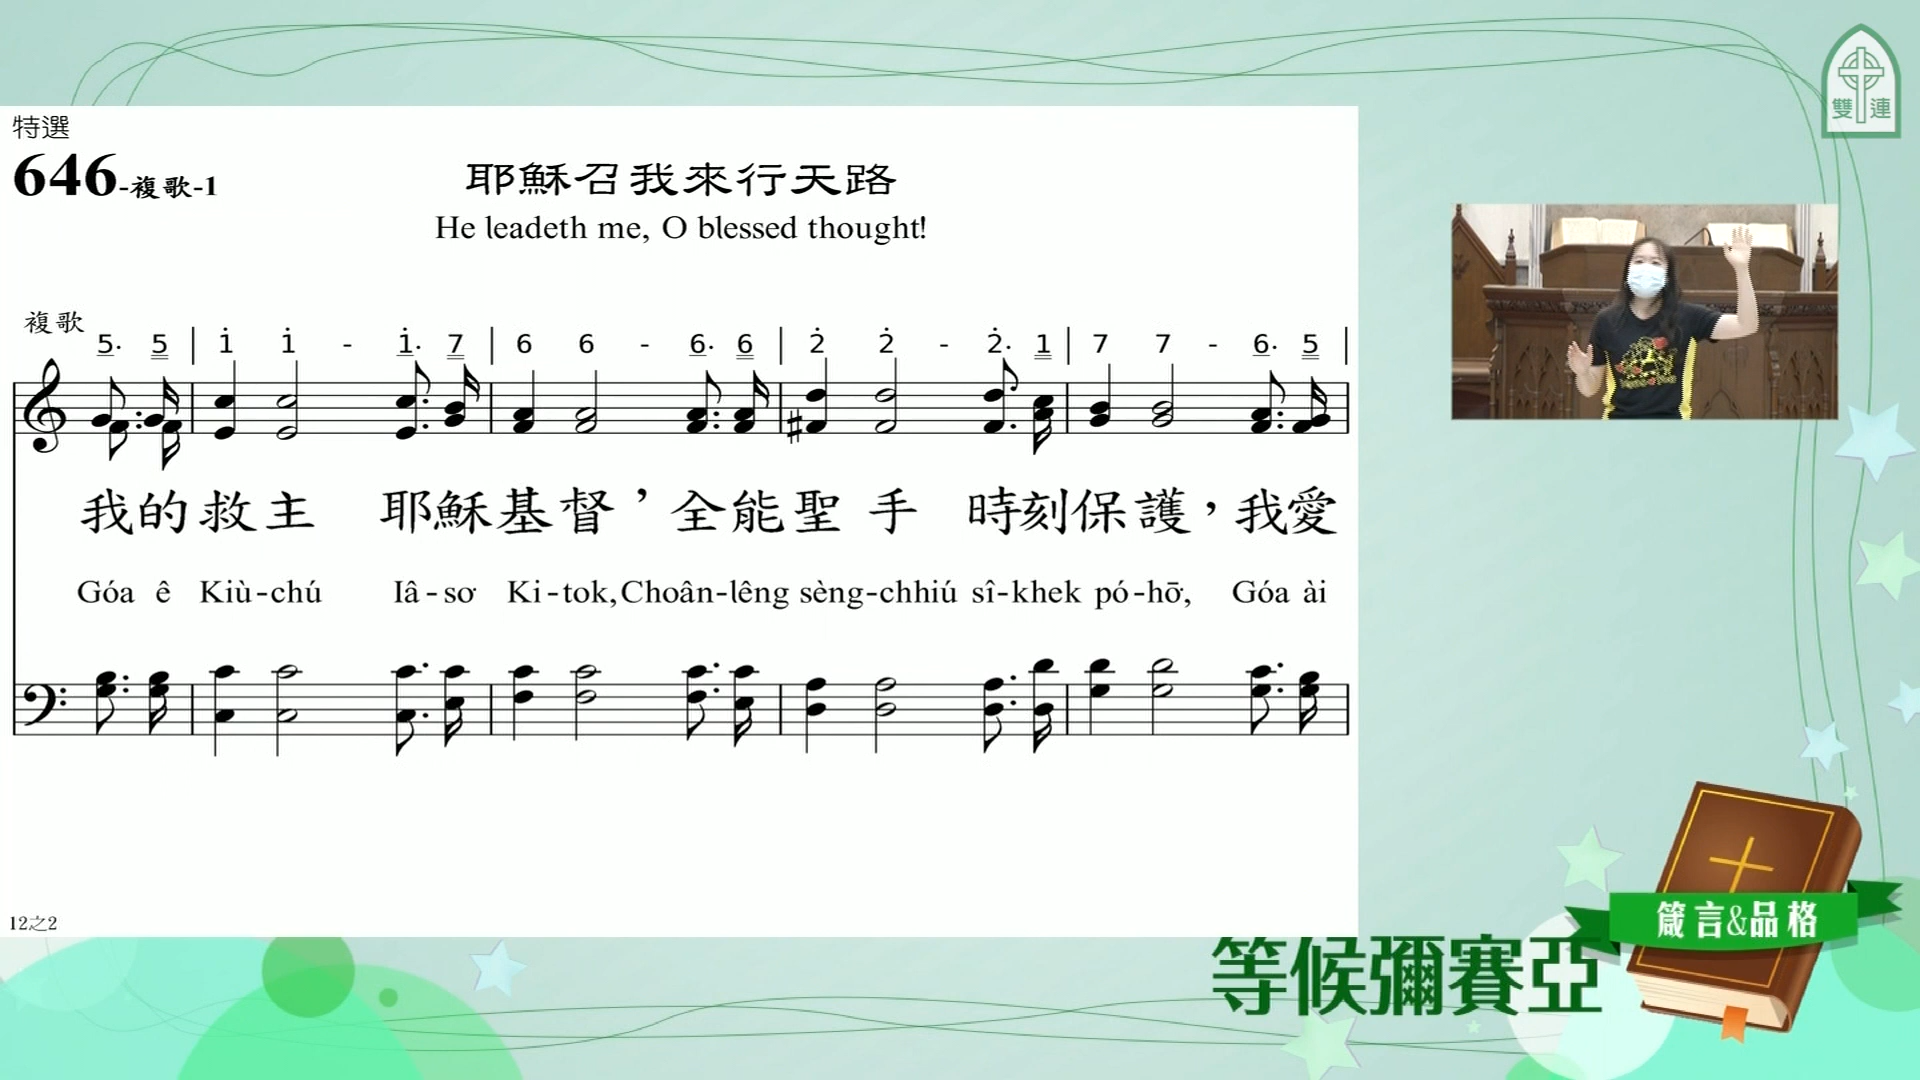 雙連
特選
646-複歌-1
耶穌召我來行天路
He leadeth me, O blessed thought!
複歌
5· 5 | 1̇ 1̇ - 1̇· 7 | 6 6 - 6· 6 | 2̇ 2̇ - 2̇· 1 | 7 7 - 6· 5 |
我的救主 耶穌基督，全能聖手 時刻保護，我愛
Góa ê Kiù-chú Iâ-so͘ Ki-tok, Choân-lêng sèng-chhiú sî-khek pó-hō͘, Góa ài
12之2
箴言&品格
等候彌賽亞